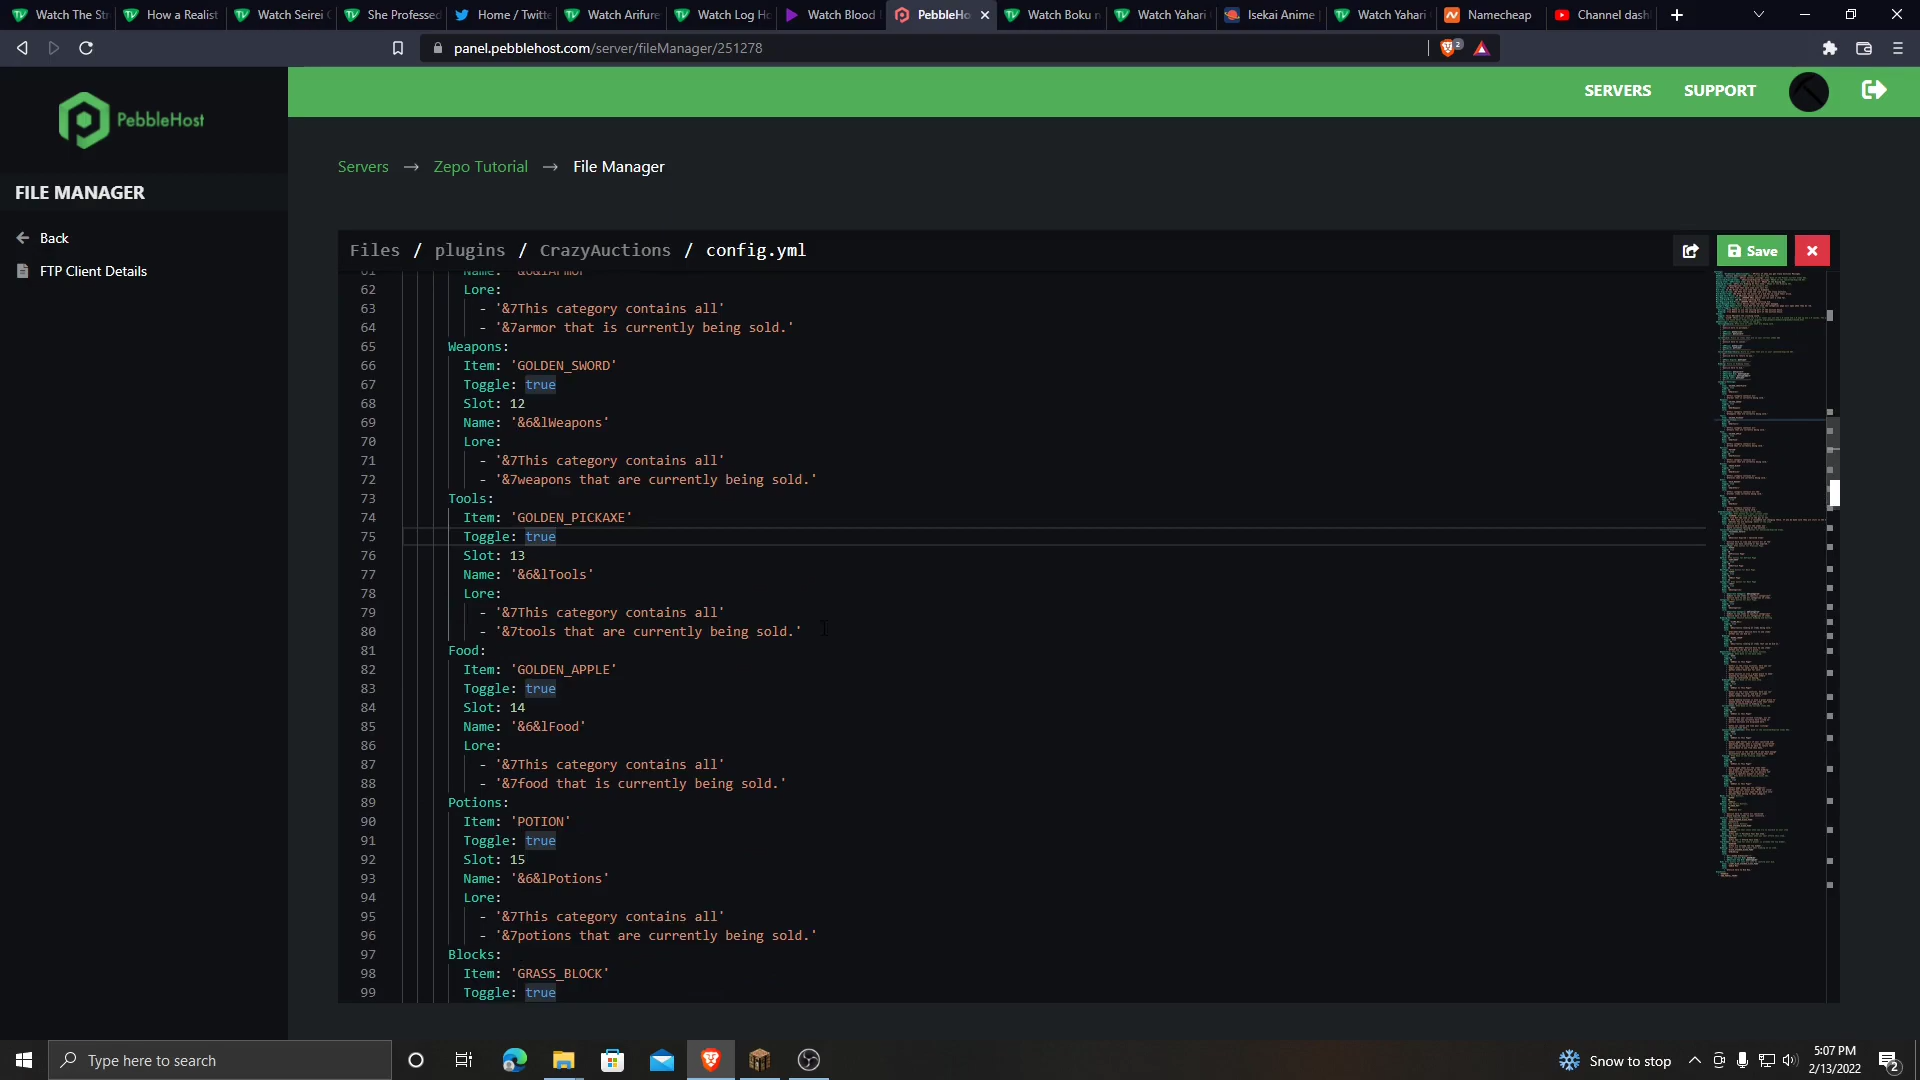 Watch The Str
How a Realist
Watch Seirei G
She Professed
Home / Twitte
Watch Arifure
Watch Log Ho
Watch Blood L
PebbleHo
Watch Boku n
Watch Yahari
Isekai Anime
Watch Yahari
Namecheap
Channel dash
panel.pebblehost.com/server/fileManager/251278
2
PebbleHost
SERVERS
SUPPORT
FILE MANAGER
Back
FTP Client Details
Servers → Zepo Tutorial → File Manager
Files / plugins / CrazyAuctions / config.yml
Save
61 Name: '&6&lArmor'
62 Lore:
63 - '&7This category contains all'
64 - '&7armor that is currently being sold.'
65 Weapons:
66 Item: 'GOLDEN_SWORD'
67 Toggle: true
68 Slot: 12
69 Name: '&6&lWeapons'
70 Lore:
71 - '&7This category contains all'
72 - '&7weapons that are currently being sold.'
73 Tools:
74 Item: 'GOLDEN_PICKAXE'
75 Toggle: true
76 Slot: 13
77 Name: '&6&lTools'
78 Lore:
79 - '&7This category contains all'
80 - '&7tools that are currently being sold.'
81 Food:
82 Item: 'GOLDEN_APPLE'
83 Toggle: true
84 Slot: 14
85 Name: '&6&lFood'
86 Lore:
87 - '&7This category contains all'
88 - '&7food that is currently being sold.'
89 Potions:
90 Item: 'POTION'
91 Toggle: true
92 Slot: 15
93 Name: '&6&lPotions'
94 Lore:
95 - '&7This category contains all'
96 - '&7potions that are currently being sold.'
97 Blocks:
98 Item: 'GRASS_BLOCK'
99 Toggle: true
Type here to search
Snow to stop
5:07 PM
2/13/2022
2